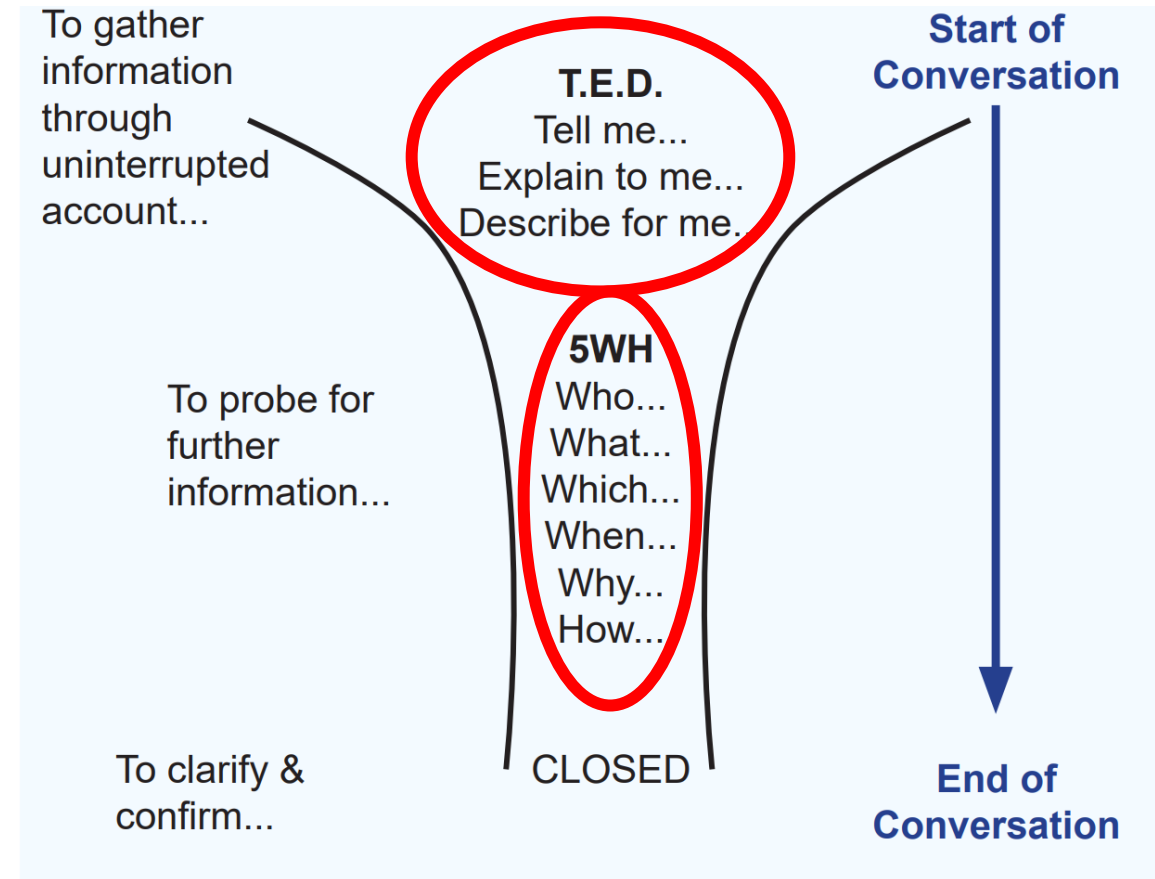 To gather
information
through
uninterrupted
account...
T.E.D.
Tell me...
Explain to me...
Describe for me..
Start of
Conversation
To probe for
further
information...
5WH
Who...
What...
Which...
When...
Why...
How...
To clarify &
confirm...
CLOSED
End of
Conversation